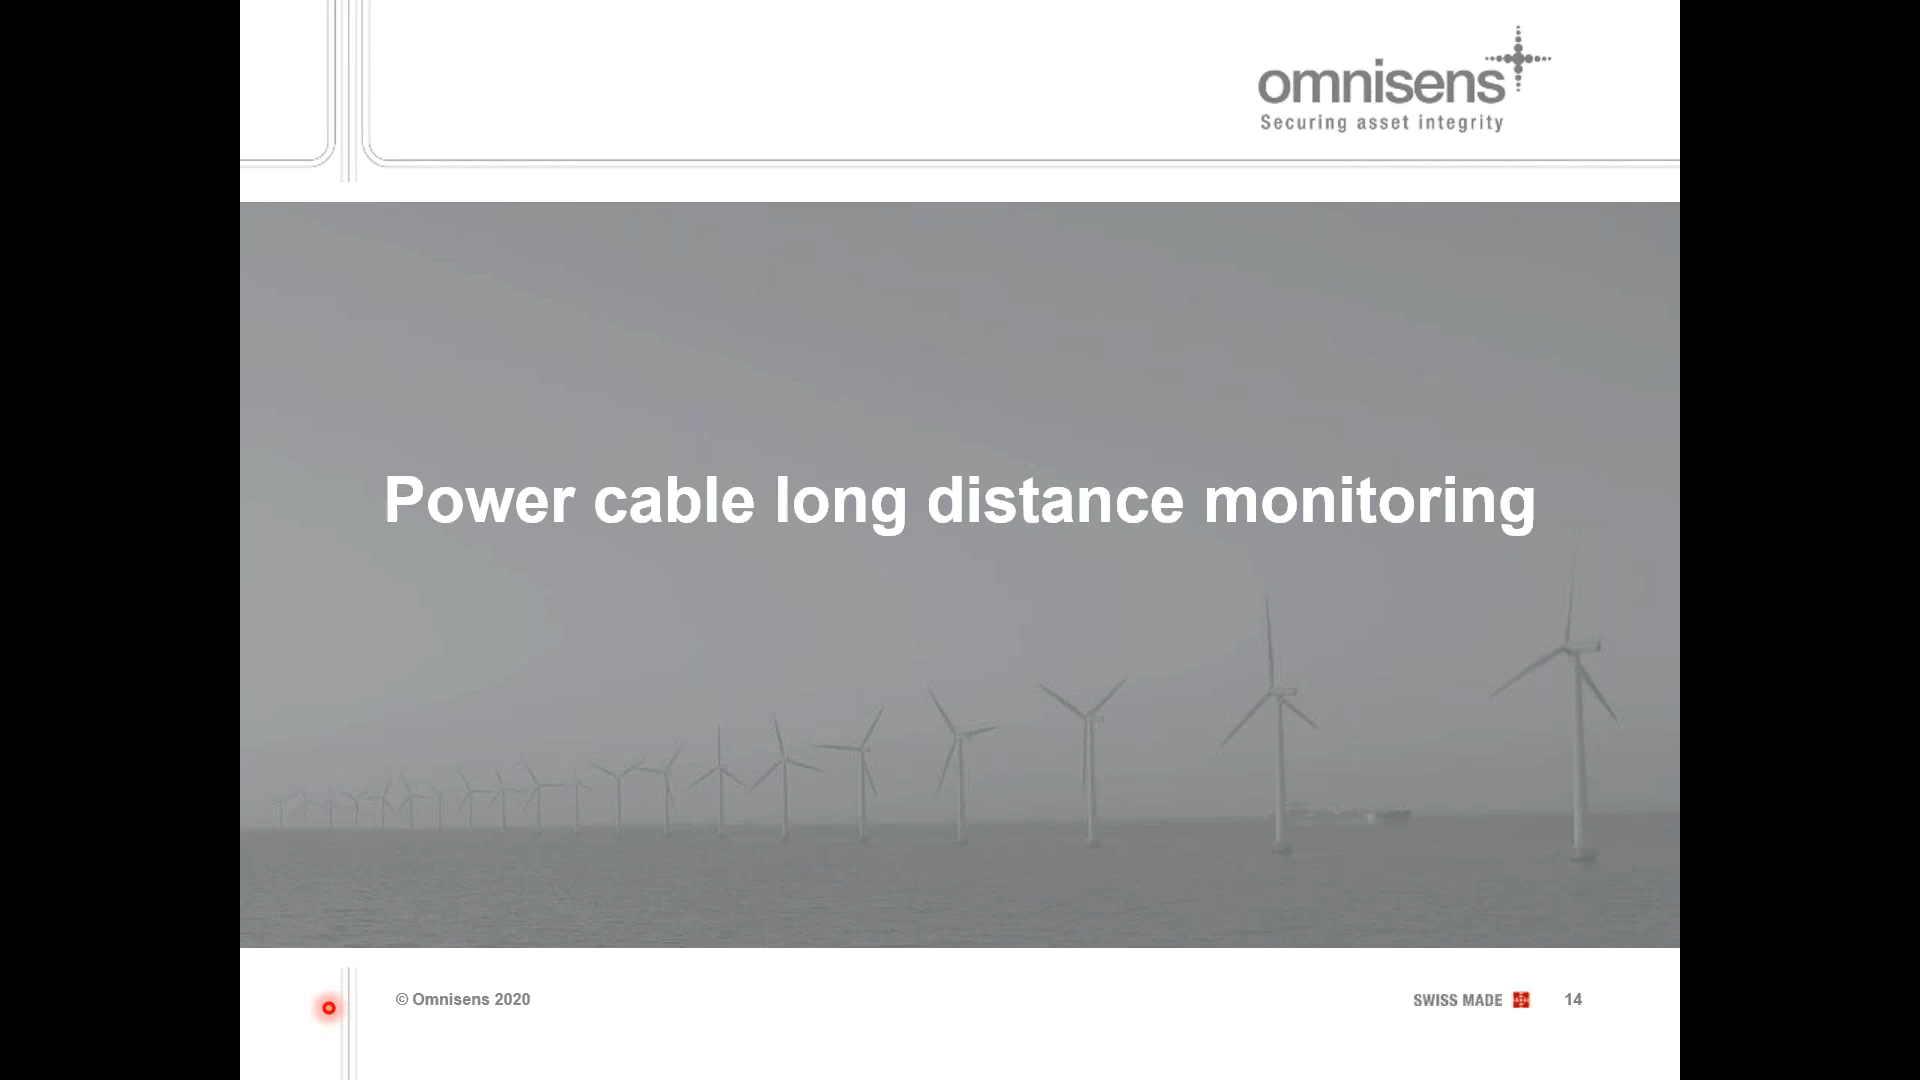 omnisens
Securing asset integrity
Power cable long distance monitoring
© Omnisens 2020
SWISS MADE
14